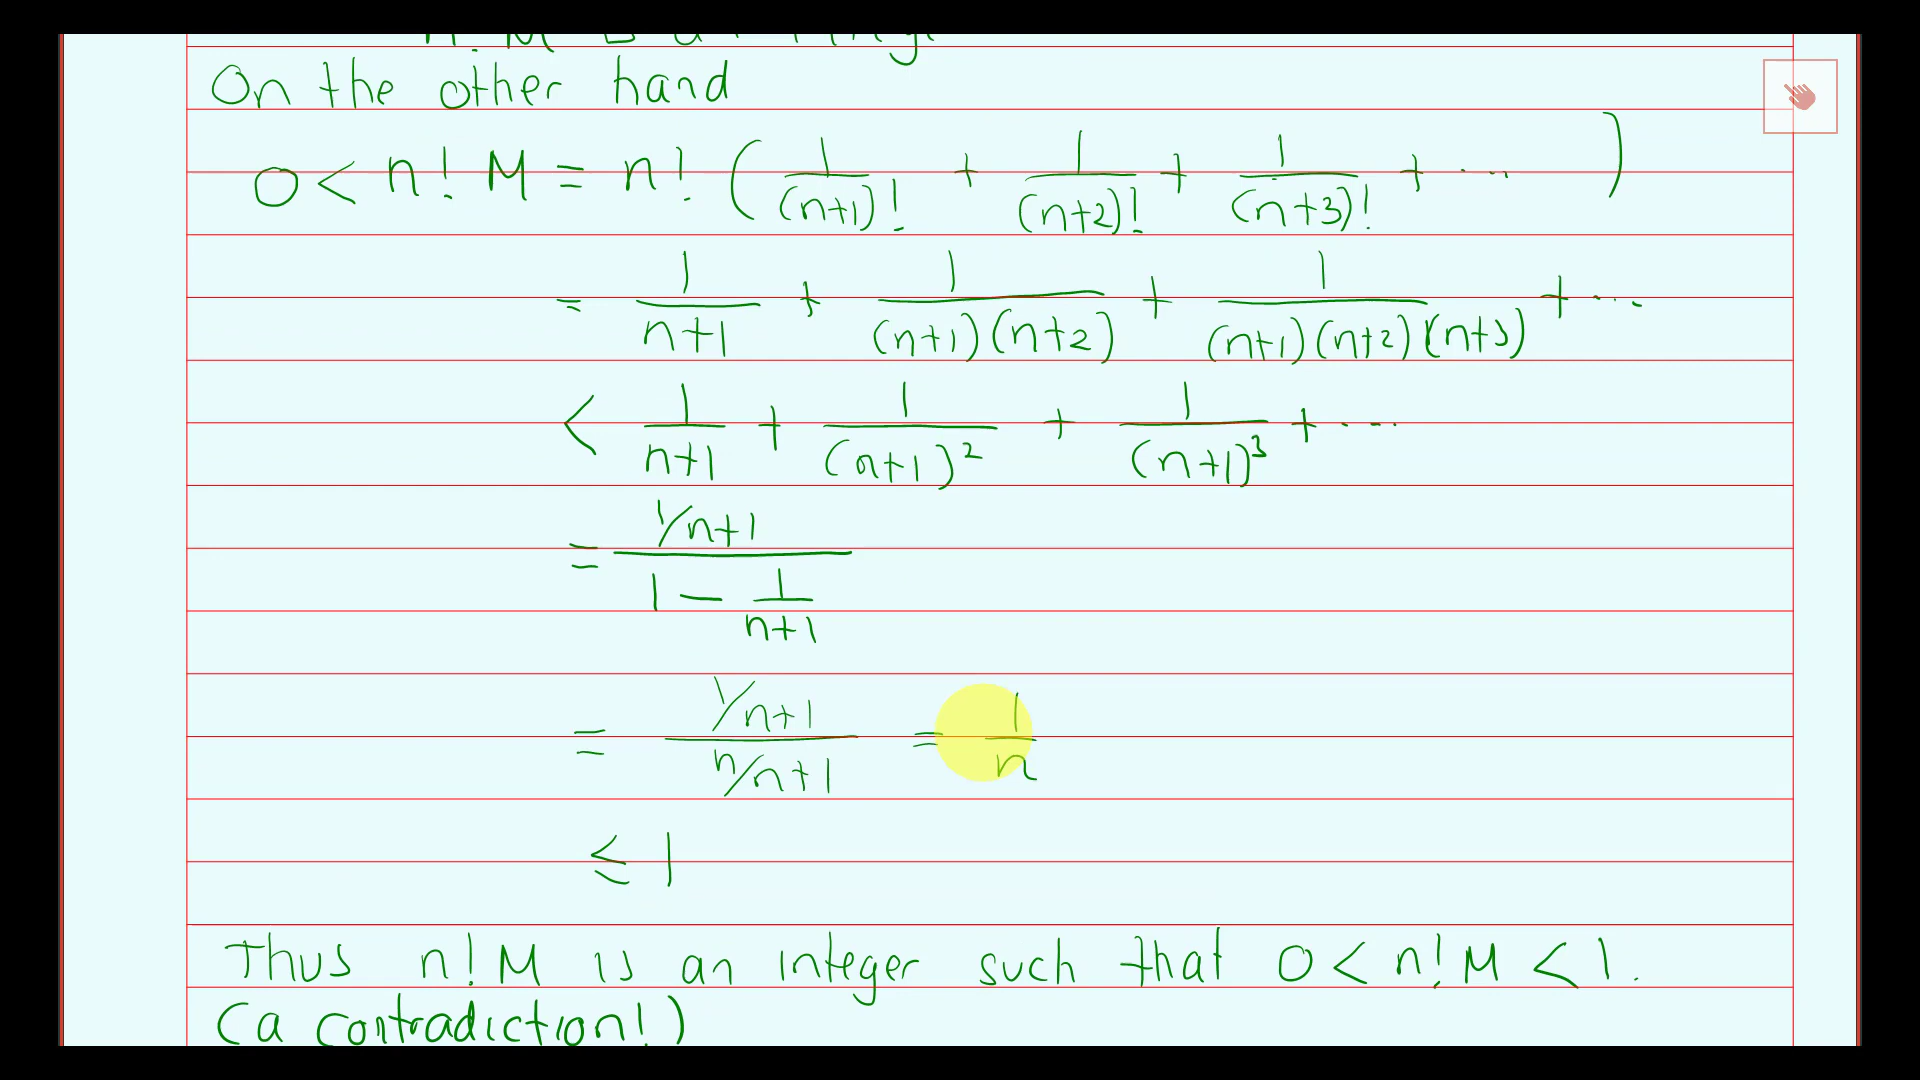 n! M is an
On the other hand
0 < n! M = n! ( 1/(n+1)! + 1/(n+2)! + 1/(n+3)! + ... )
= 1/(n+1) + 1/((n+1)(n+2)) + 1/((n+1)(n+2)(n+3)) + ...
< 1/(n+1) + 1/(n+1)² + 1/(n+1)³ + ....
= (1/n+1)/(1 - 1/(n+1))
= (1/n+1)/(n/n+1) = 1/n
≤ 1
Thus n! M is an integer such that 0 < n! M < 1.
(a contradiction!)